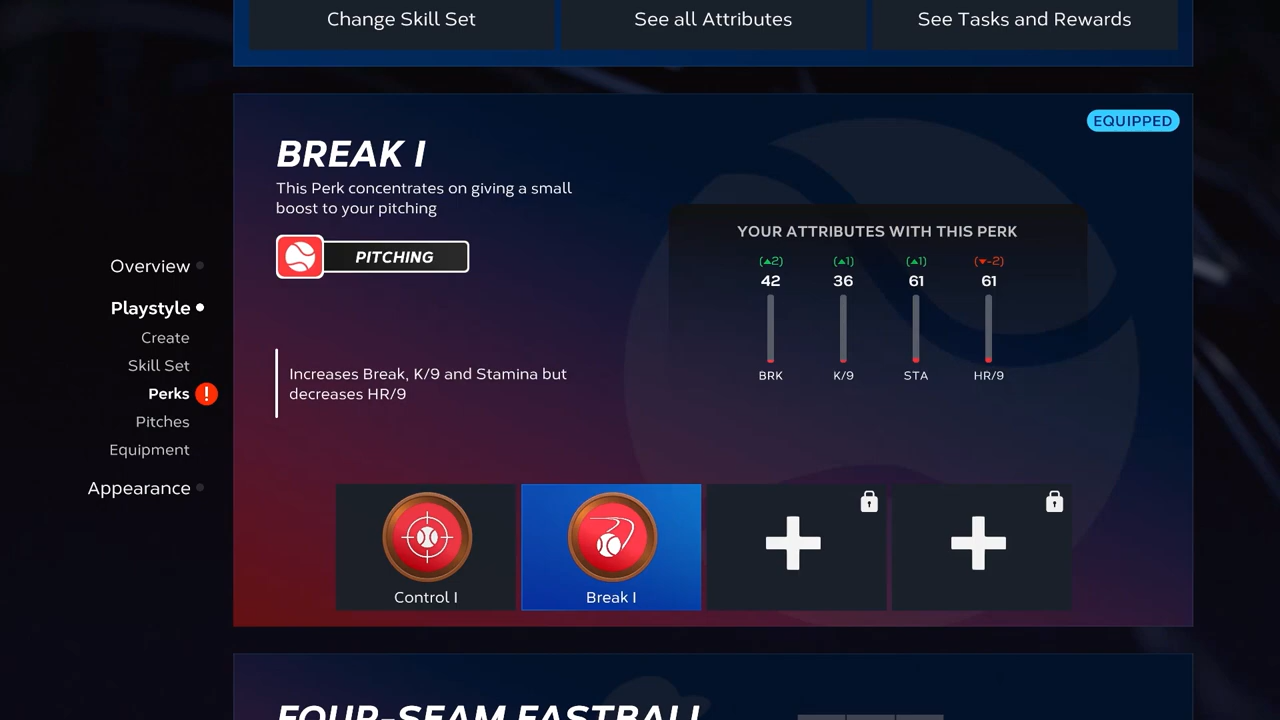 Change Skill Set
See all Attributes
See Tasks and Rewards
EQUIPPED
BREAK I
This Perk concentrates on giving a small
boost to your pitching
PITCHING
YOUR ATTRIBUTES WITH THIS PERK
(▲2) (▲1) (▲1) (▼-2)
42 36 61 61
BRK K/9 STA HR/9
Increases Break, K/9 and Stamina but
decreases HR/9
Overview
Playstyle
Create
Skill Set
Perks !
Pitches
Equipment
Appearance
Control I
Break I
FOUR-SEAM FASTBALL